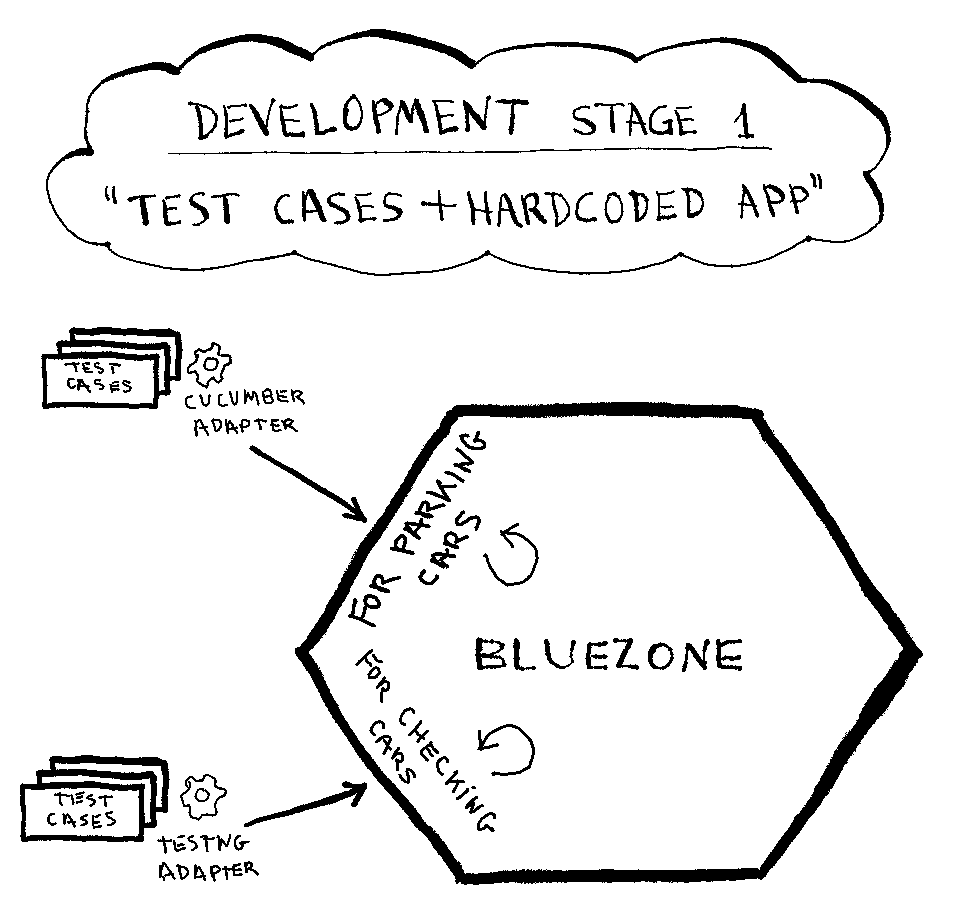 DEVELOPMENT STAGE 1
"TEST CASES + HARDCODED APP"
TEST
CASES
CUCUMBER
ADAPTER
FOR PARKING
CARS
BLUEZONE
FOR CHECKING
CARS
TEST
CASES
TESTNG
ADAPTER